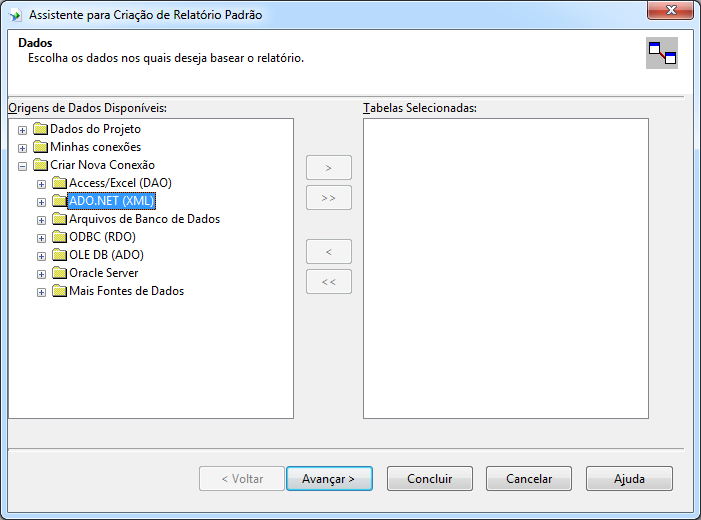 Assistente para Criação de Relatório Padrão
Dados
Escolha os dados nos quais deseja basear o relatório.
Origens de Dados Disponíveis:
Dados do Projeto
Minhas conexões
Criar Nova Conexão
Access/Excel (DAO)
ADO.NET (XML)
Arquivos de Banco de Dados
ODBC (RDO)
OLE DB (ADO)
Oracle Server
Mais Fontes de Dados
>
>>
<
<<
Tabelas Selecionadas:
< Voltar
Avançar >
Concluir
Cancelar
Ajuda